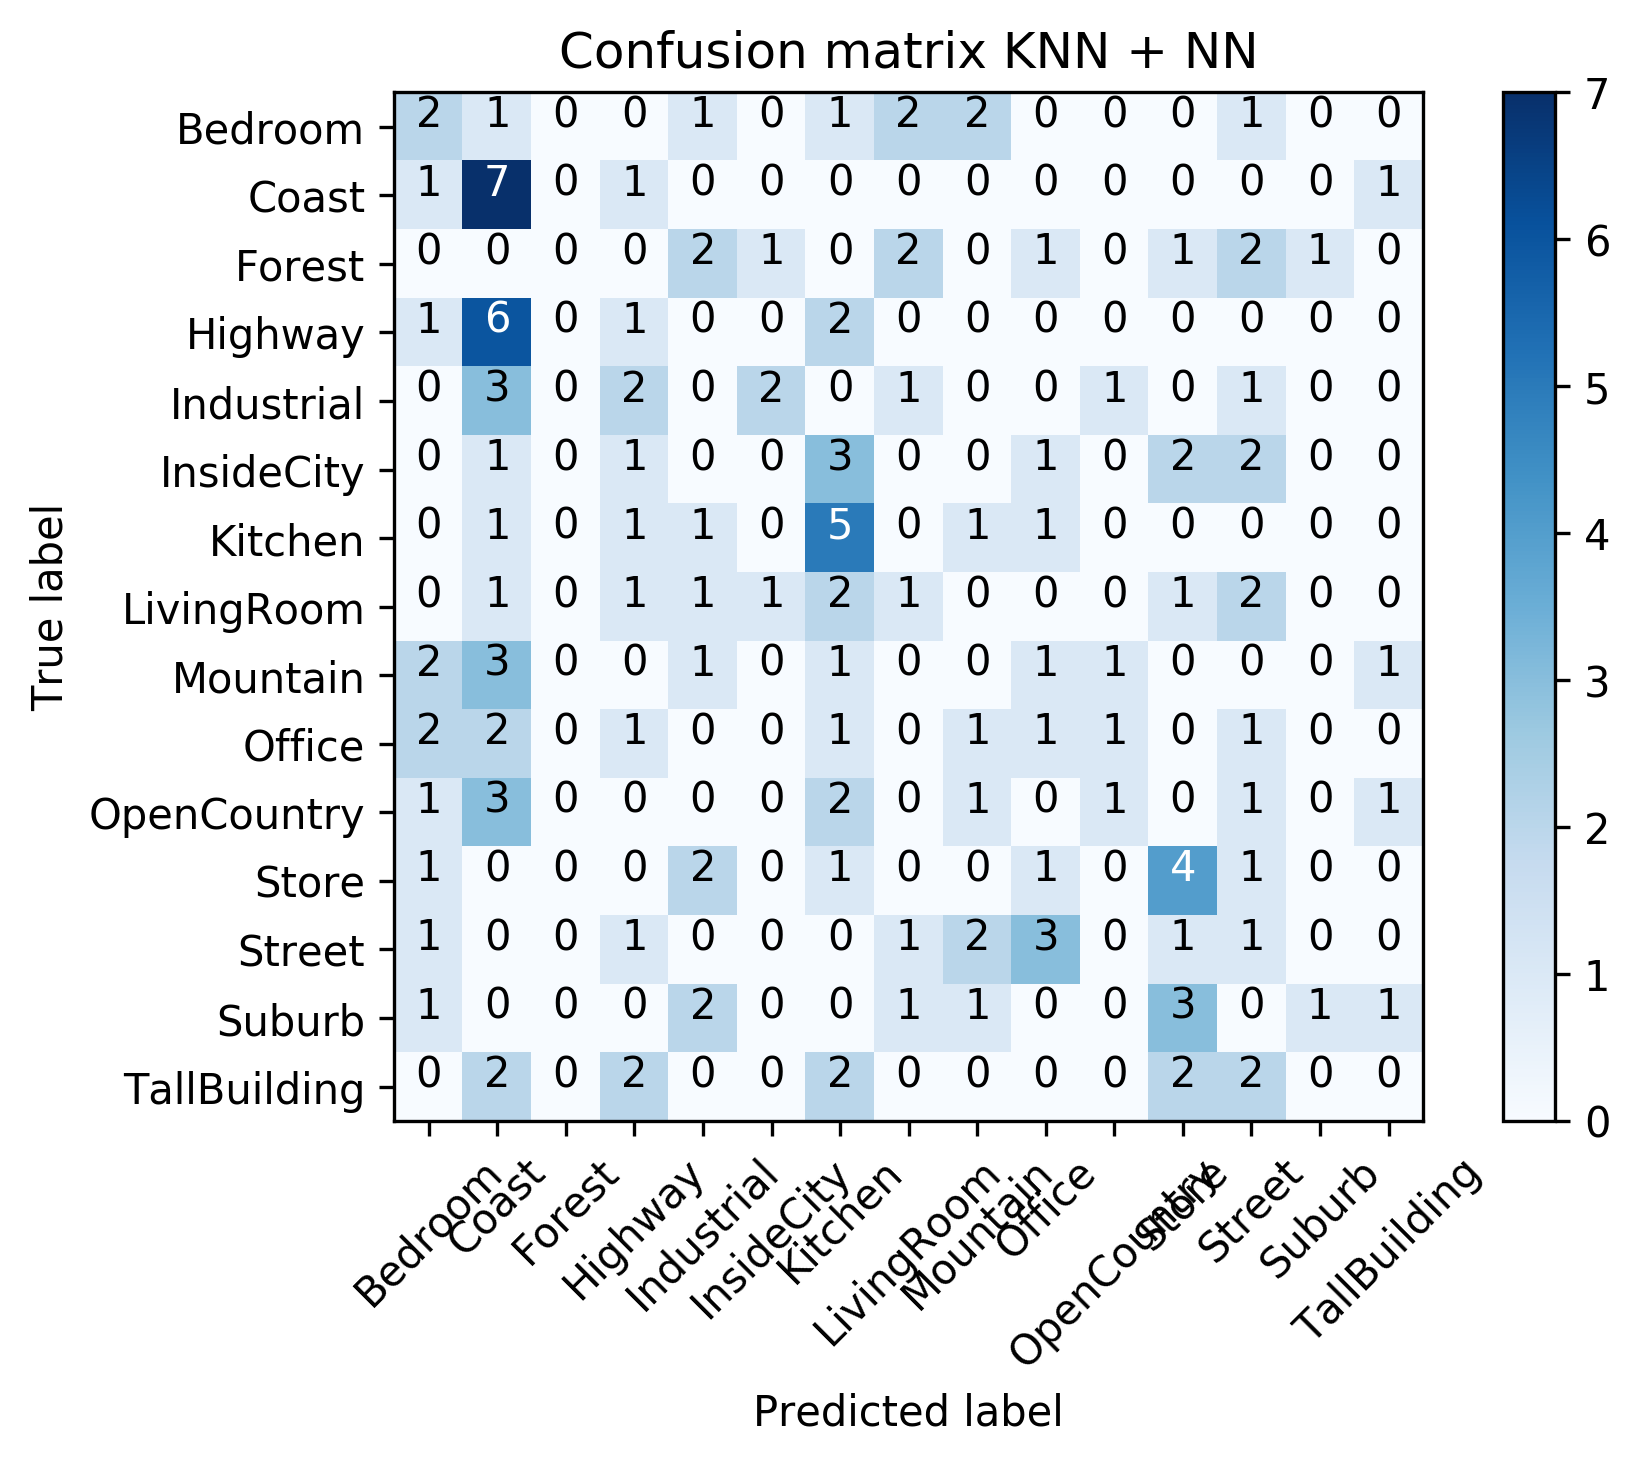 Confusion matrix KNN + NN
True label
Bedroom 2 1 0 0 1 0 1 2 2 0 0 0 1 0 0
Coast 1 7 0 1 0 0 0 0 0 0 0 0 0 0 1
Forest 0 0 0 0 2 1 0 2 0 1 0 1 2 1 0
Highway 1 6 0 1 0 0 2 0 0 0 0 0 0 0 0
Industrial 0 3 0 2 0 2 0 1 0 0 1 0 1 0 0
InsideCity 0 1 0 1 0 0 3 0 0 1 0 2 2 0 0
Kitchen 0 1 0 1 1 0 5 0 1 1 0 0 0 0 0
LivingRoom 0 1 0 1 1 1 2 1 0 0 0 1 2 0 0
Mountain 2 3 0 0 1 0 1 0 0 1 1 0 0 0 1
Office 2 2 0 1 0 0 1 0 1 1 1 0 1 0 0
OpenCountry 1 3 0 0 0 0 2 0 1 0 1 0 1 0 1
Store 1 0 0 0 2 0 1 0 0 1 0 4 1 0 0
Street 1 0 0 1 0 0 0 1 2 3 0 1 1 0 0
Suburb 1 0 0 0 2 0 0 1 1 0 0 3 0 1 1
TallBuilding 0 2 0 2 0 0 2 0 0 0 0 2 2 0 0
Bedroom
Coast
Forest
Highway
Industrial
InsideCity
Kitchen
LivingRoom
Mountain
Office
OpenCountry
Store
Street
Suburb
TallBuilding
Predicted label
7
6
5
4
3
2
1
0